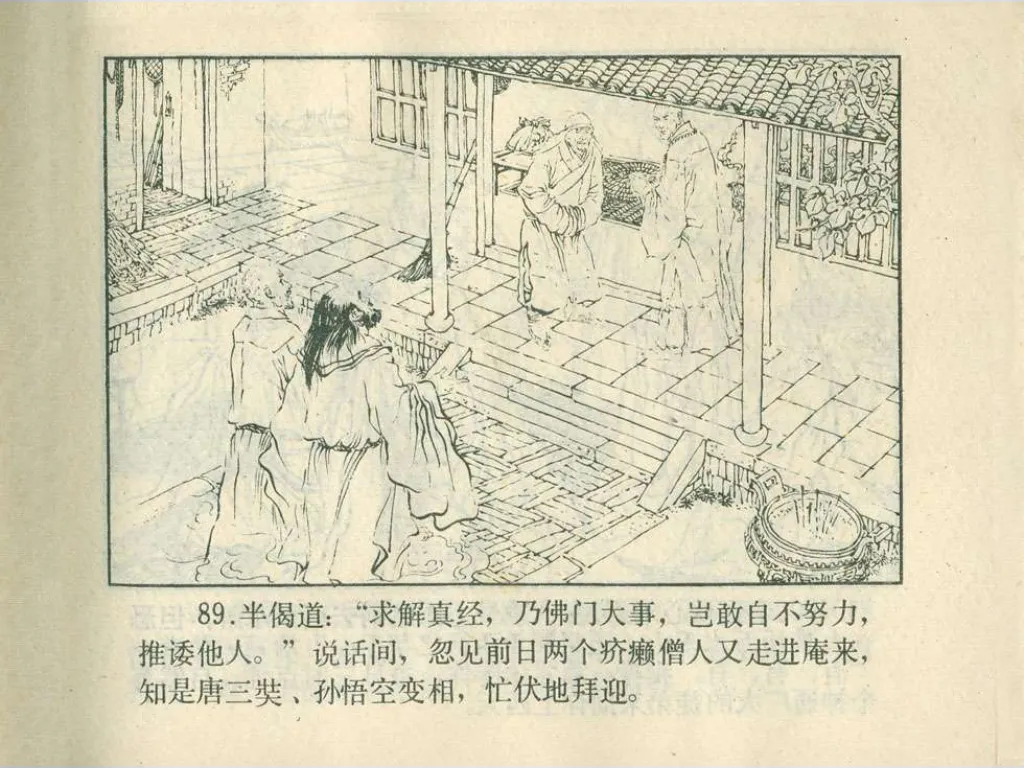 89.半偈道：“求解真经，乃佛门大事，岂敢自不努力，
推诿他人。”说话间，忽见前日两个疥癞僧人又走进庵来，
知是唐三奘、孙悟空变相，忙伏地拜迎。